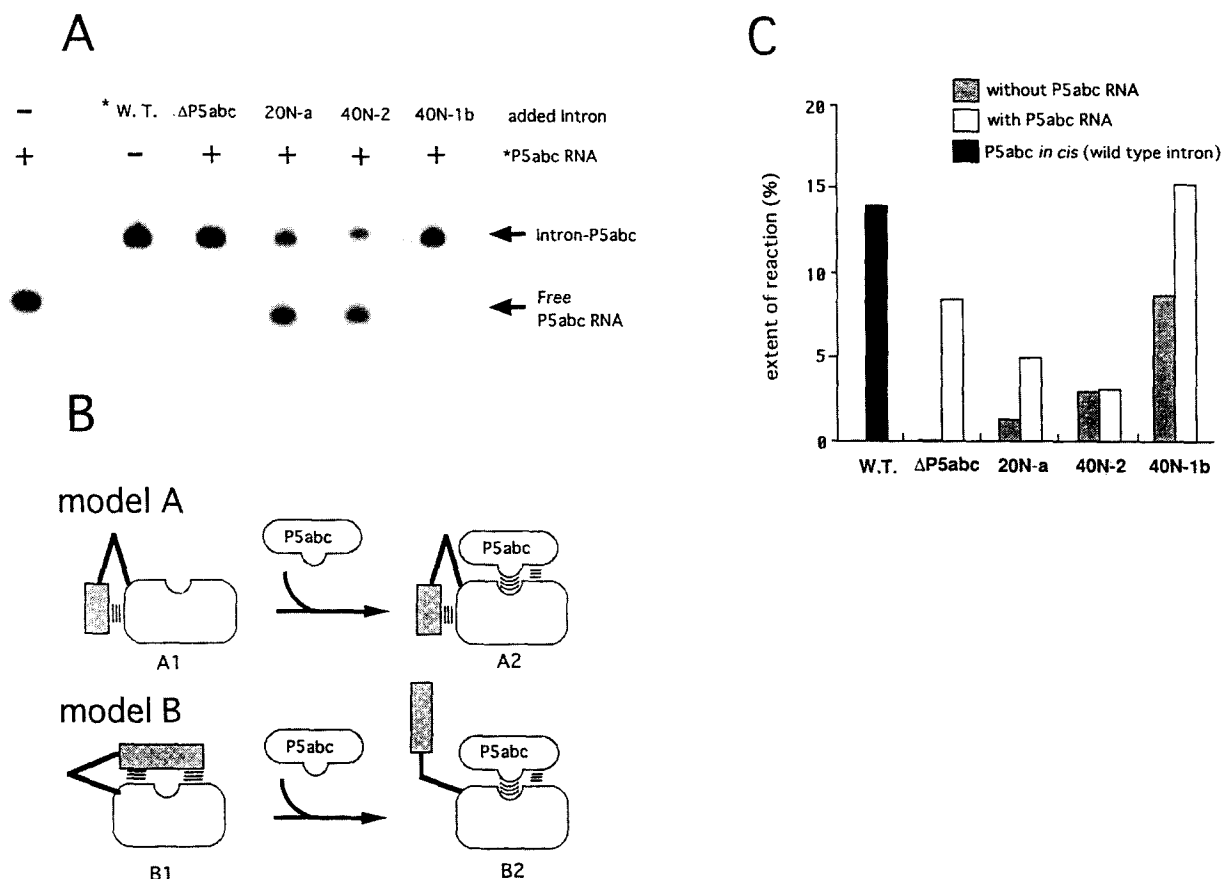 A
– * W. T. ΔP5abc 20N-a 40N-2 40N-1b added Intron
+ – + + + + *P5abc RNA
Intron-P5abc
Free
P5abc RNA
B
model A
P5abc
P5abc
A1
A2
model B
P5abc
P5abc
B1
B2
C
without P5abc RNA
with P5abc RNA
P5abc in cis (wild type intron)
extent of reaction (%)
20
15
10
5
0
W.T. ΔP5abc 20N-a 40N-2 40N-1b